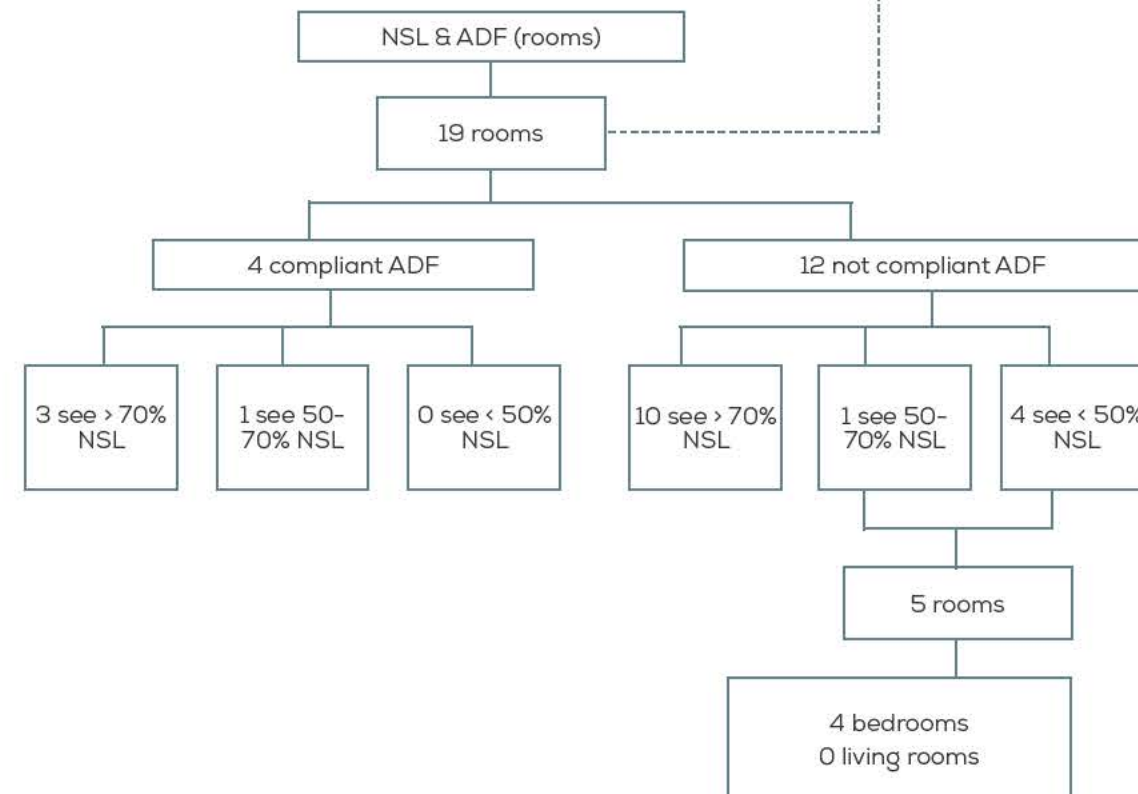 NSL & ADF (rooms)
19 rooms
4 compliant ADF
12 not compliant ADF
3 see > 70%
NSL
1 see 50-
70% NSL
0 see < 50%
NSL
10 see > 70%
NSL
1 see 50-
70% NSL
4 see < 50%
NSL
5 rooms
4 bedrooms
0 living rooms